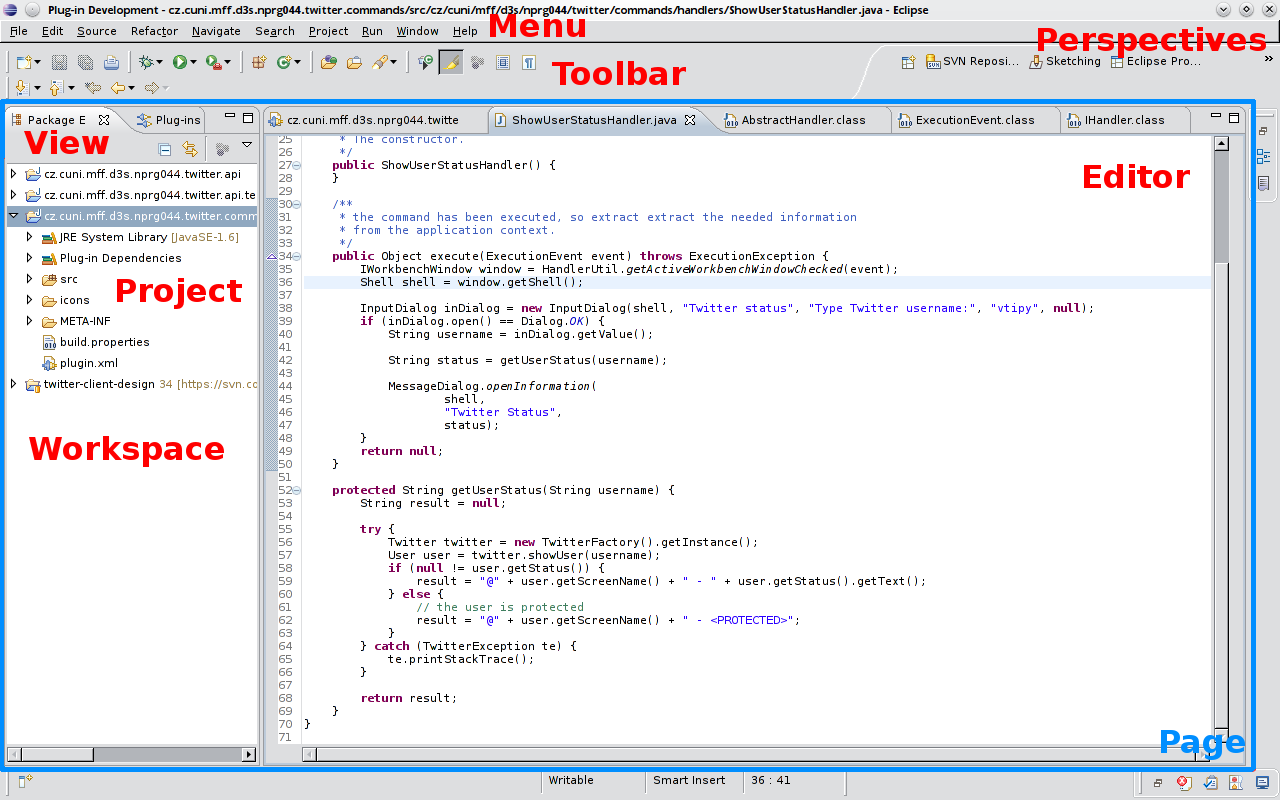 Plug-in Development - cz.cuni.mff.d3s.nprg044.twitter.commands/src/cz/cuni/mff/d3s/nprg044/twitter/commands/handlers/ShowUserStatusHandler.java - Eclipse
File Edit Source Refactor Navigate Search Project Run Window Help
Menu
Perspectives
Toolbar
SVN Reposi... Sketching Eclipse Pro...
Package E Plug-ins
View
cz.cuni.mff.d3s.nprg044.twitte ShowUserStatusHandler.java AbstractHandler.class ExecutionEvent.class IHandler.class
cz.cuni.mff.d3s.nprg044.twitter.api
cz.cuni.mff.d3s.nprg044.twitter.api.te
cz.cuni.mff.d3s.nprg044.twitter.comm
JRE System Library [JavaSE-1.6]
Plug-in Dependencies
src
icons
META-INF
build.properties
plugin.xml
twitter-client-design 34 [https://svn.co
Project
Workspace
Editor
25 * The constructor.
26 */
27 public ShowUserStatusHandler() {
28 }
29
30 /**
31 * the command has been executed, so extract extract the needed information
32 * from the application context.
33 */
34 public Object execute(ExecutionEvent event) throws ExecutionException {
35 IWorkbenchWindow window = HandlerUtil.getActiveWorkbenchWindowChecked(event);
36 Shell shell = window.getShell();
37
38 InputDialog inDialog = new InputDialog(shell, "Twitter status", "Type Twitter username:", "vtipy", null);
39 if (inDialog.open() == Dialog.OK) {
40 String username = inDialog.getValue();
41
42 String status = getUserStatus(username);
43
44 MessageDialog.openInformation(
45 shell,
46 "Twitter Status",
47 status);
48 }
49 return null;
50 }
51
52 protected String getUserStatus(String username) {
53 String result = null;
54
55 try {
56 Twitter twitter = new TwitterFactory().getInstance();
57 User user = twitter.showUser(username);
58 if (null != user.getStatus()) {
59 result = "@" + user.getScreenName() + " - " + user.getStatus().getText();
60 } else {
61 // the user is protected
62 result = "@" + user.getScreenName() + " - <PROTECTED>";
63 }
64 } catch (TwitterException te) {
65 te.printStackTrace();
66 }
67
68 return result;
69 }
70 }
71
Page
Writable Smart Insert 36 : 41